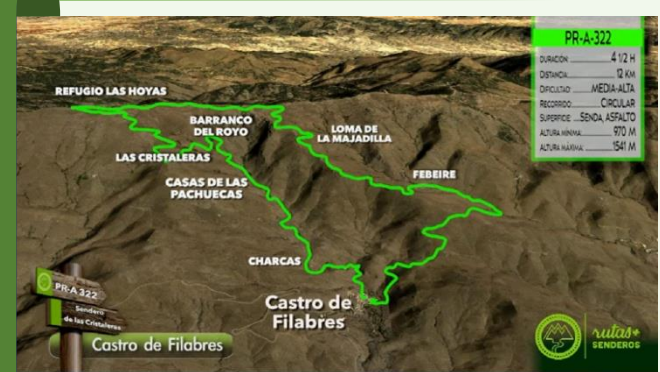 PR-A-322
DURACIÓN 4 1/2 H
DISTANCIA 12 KM
DIFICULTAD MEDIA-ALTA
RECORRIDO CIRCULAR
SUPERFICIE SENDA, ASFALTO
ALTURA MÍNIMA 970 M
ALTURA MÁXIMA 1541 M
REFUGIO LAS HOYAS
BARRANCO
DEL ROYO
LOMA DE
LA MAJADILLA
LAS CRISTALERAS
FEBEIRE
CASAS DE LAS
PACHUECAS
CHARCAS
Castro de
Filabres
PR-A 322
Sendero
de las Cristaleras
Castro de Filabres
rutas+
SENDEROS